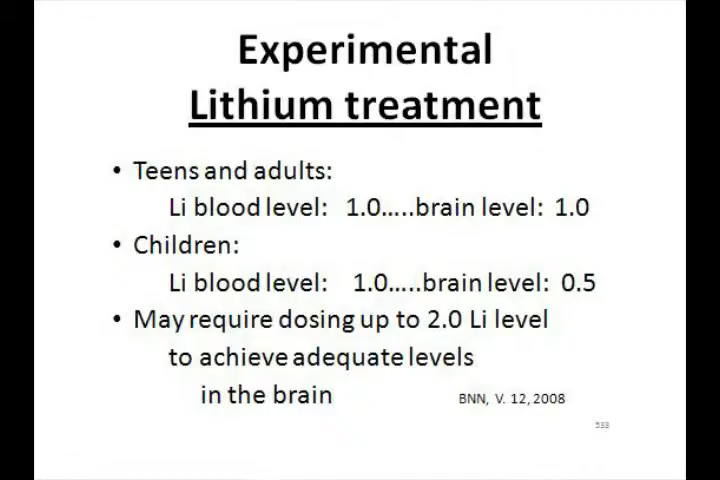 Experimental
Lithium treatment
• Teens and adults:
Li blood level: 1.0.....brain level: 1.0
• Children:
Li blood level: 1.0.....brain level: 0.5
• May require dosing up to 2.0 Li level
to achieve adequate levels
in the brain
BNN, V. 12, 2008
533